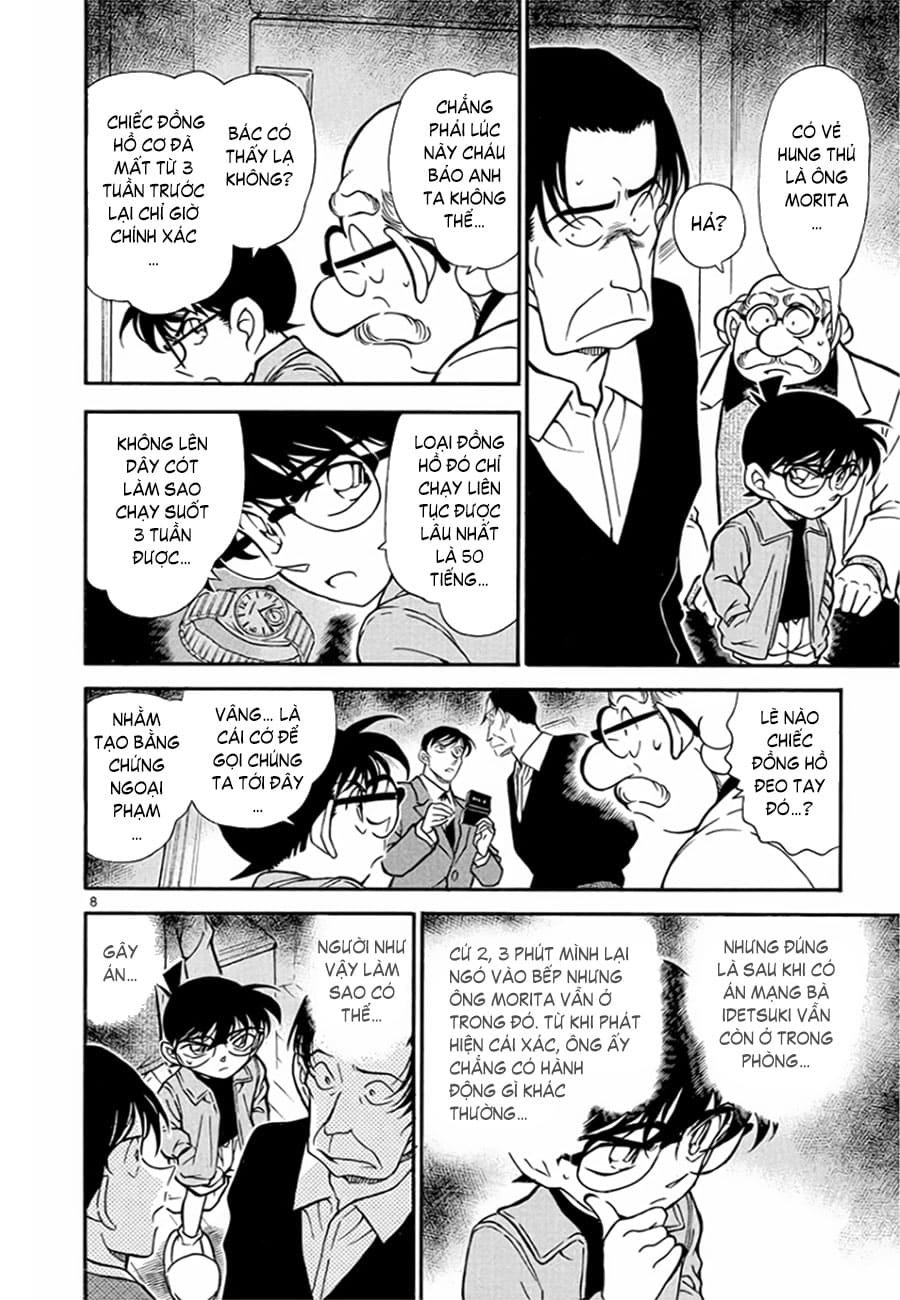 CÓ VẺ
HUNG THỦ
LÀ ÔNG
MORITA
...
HẢ?
CHẲNG
PHẢI LÚC
NÀY CHÁU
BẢO ANH
TA KHÔNG
THỂ...
BÁC CÓ
THẤY LẠ
KHÔNG?
CHIẾC ĐỒNG
HỒ CƠ ĐÃ
MẤT TỪ 3
TUẦN TRƯỚC
LẠI CHỈ GIỜ
CHÍNH XÁC
...
LOẠI ĐỒNG
HỒ ĐÓ CHỈ
CHẠY LIÊN
TỤC ĐƯỢC
LÂU NHẤT
LÀ 50
TIẾNG...
KHÔNG LÊN
DÂY CÓT
LÀM SAO
CHẠY SUỐT
3 TUẦN
ĐƯỢC...
LẼ NÀO
CHIẾC
ĐỒNG HỒ
ĐEO TAY
ĐÓ...?
VÂNG... LÀ
CÁI CỚ ĐỂ
GỌI CHÚNG
TA TỚI ĐÂY
...
NHẰM
TẠO BẰNG
CHỨNG
NGOẠI
PHẠM
...
8
NHƯNG ĐÚNG
LÀ SAU KHI CÓ
ÁN MẠNG BÀ
IDETSUKI VẪN
CÒN Ở TRONG
PHÒNG...
CỨ 2, 3 PHÚT MÌNH LẠI
NGÓ VÀO BẾP NHƯNG
ÔNG MORITA VẪN Ở
TRONG ĐÓ. TỪ KHI PHÁT
HIỆN CÁI XÁC, ÔNG ẤY
CHẲNG CÓ HÀNH
ĐỘNG GÌ KHÁC
THƯỜNG...
NGƯỜI NHƯ
VẬY LÀM
SAO CÓ
THỂ...
GÂY
ÁN...